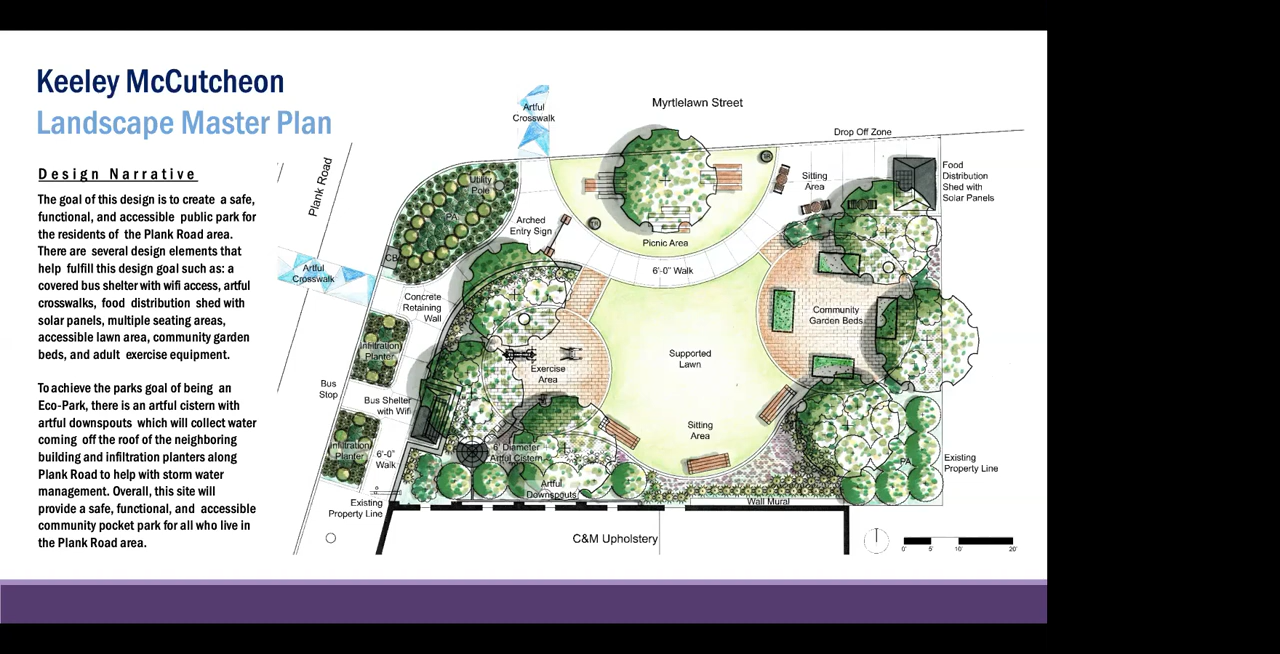 Keeley McCutcheon
Landscape Master Plan
Design Narrative
The goal of this design is to create a safe,
functional, and accessible public park for
the residents of the Plank Road area.
There are several design elements that
help fulfill this design goal such as: a
covered bus shelter with wifi access, artful
crosswalks, food distribution shed with
solar panels, multiple seating areas,
accessible lawn area, community garden
beds, and adult exercise equipment.
To achieve the parks goal of being an
Eco-Park, there is an artful cistern with
artful downspouts which will collect water
coming off the roof of the neighboring
building and infiltration planters along
Plank Road to help with storm water
management. Overall, this site will
provide a safe, functional, and accessible
community pocket park for all who live in
the Plank Road area.
Myrtlelawn Street
Artful
Crosswalk
Drop Off Zone
Plank Road
Utility
Pole
PA
Sitting
Area
Food
Distribution
Shed with
Solar Panels
Arched
Entry Sign
Picnic Area
CB
Artful
Crosswalk
6'-0" Walk
Concrete
Retaining
Wall
Community
Garden Beds
Infiltration
Planter
Supported
Lawn
Exercise
Area
Bus
Stop
Bus Shelter
with Wifi
Sitting
Area
Infiltration
Planter
6'-0"
Walk
6' Diameter
Artful Cistern
PA
Existing
Property Line
Artful
Downspouts
Existing
Property Line
Wall Mural
C&M Upholstery
0' 5' 10' 20'